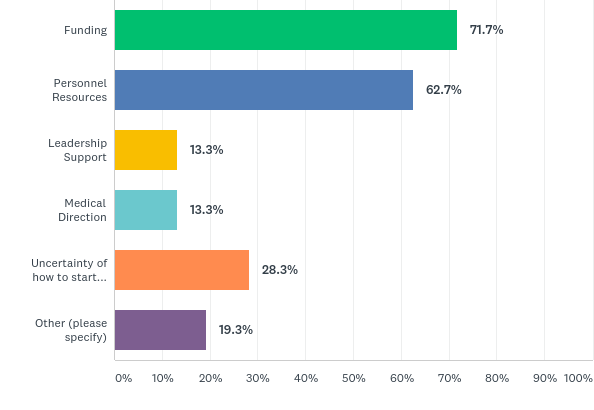 Funding
71.7%
Personnel
Resources
62.7%
Leadership
Support
13.3%
Medical
Direction
13.3%
Uncertainty of
how to start...
28.3%
Other (please
specify)
19.3%
0% 10% 20% 30% 40% 50% 60% 70% 80% 90% 100%